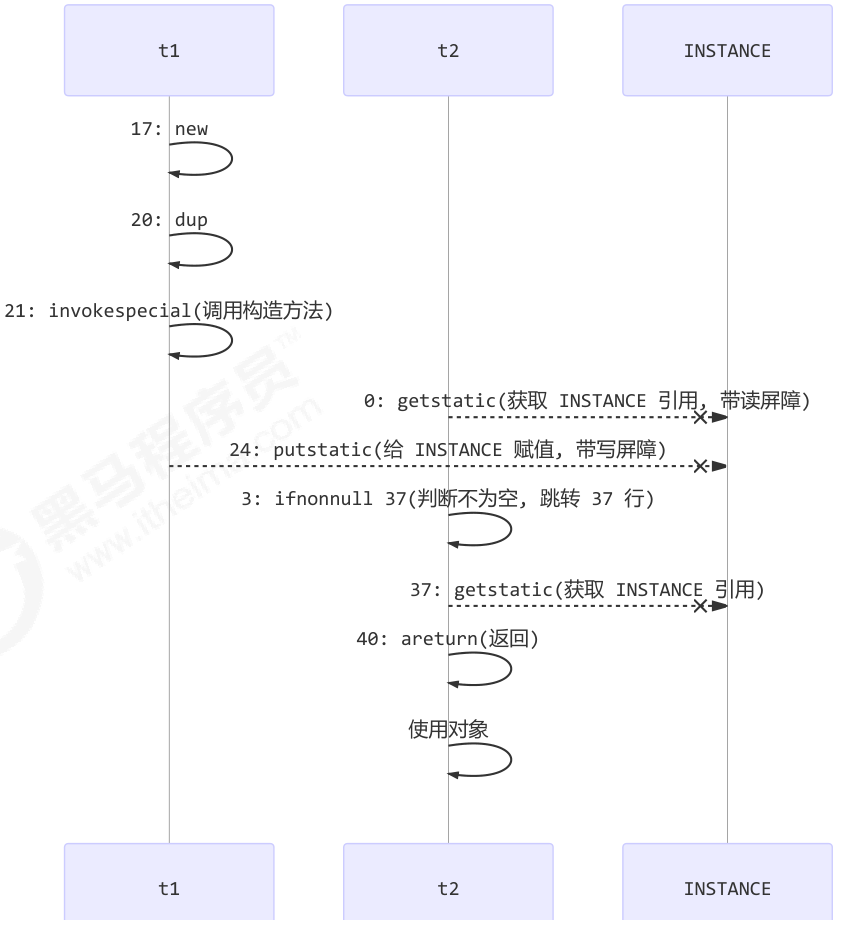 t1
t2
INSTANCE
17: new
20: dup
21: invokespecial(调用构造方法)
0: getstatic(获取 INSTANCE 引用, 带读屏障)
24: putstatic(给 INSTANCE 赋值, 带写屏障)
3: ifnonnull 37(判断不为空, 跳转 37 行)
37: getstatic(获取 INSTANCE 引用)
40: areturn(返回)
使用对象
t1
t2
INSTANCE
黑马程序员™
www.itheima.com